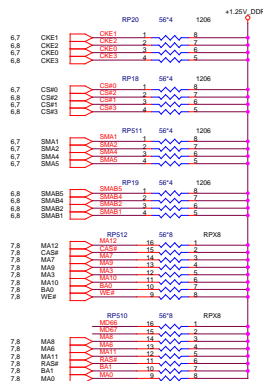 +1.25V_DDR
RP20 56*4 1206
6,7 CKE1 CKE1 1 8
6,8 CKE2 CKE2 2 7
6,7 CKE0 CKE0 3 6
6,8 CKE3 CKE3 4 5
RP18 56*4 1206
6,7 CS#0 CS#0 1 8
6,8 CS#2 CS#2 2 7
6,7 CS#1 CS#1 3 6
6,8 CS#3 CS#3 4 5
RP511 56*4 1206
6,7 SMA1 SMA1 1 8
6,7 SMA2 SMA2 2 7
6,7 SMA4 SMA4 3 6
6,7 SMA5 SMA5 4 5
RP19 56*4 1206
6,8 SMAB5 SMAB5 1 8
6,8 SMAB4 SMAB4 2 7
6,8 SMAB2 SMAB2 3 6
6,8 SMAB1 SMAB1 4 5
RP512 56*8 RPX8
7,8 MA12 MA12 16 1
7,8 CAS# CAS# 15 2
7,8 MA7 MA7 14 3
7,8 MA9 MA9 13 4
7,8 MA3 MA3 12 5
7,8 MA10 MA10 11 6
7,8 BA0 BA0 10 7
7,8 WE# WE# 9 8
RP510 56*8 RPX8
MD66 16 1
MD67 15 2
7,8 MA8 MA8 14 3
7,8 MA6 MA6 13 4
7,8 MA11 MA11 12 5
7,8 RAS# RAS# 11 6
7,8 BA1 BA1 10 7
7,8 MA0 MA0 9 8